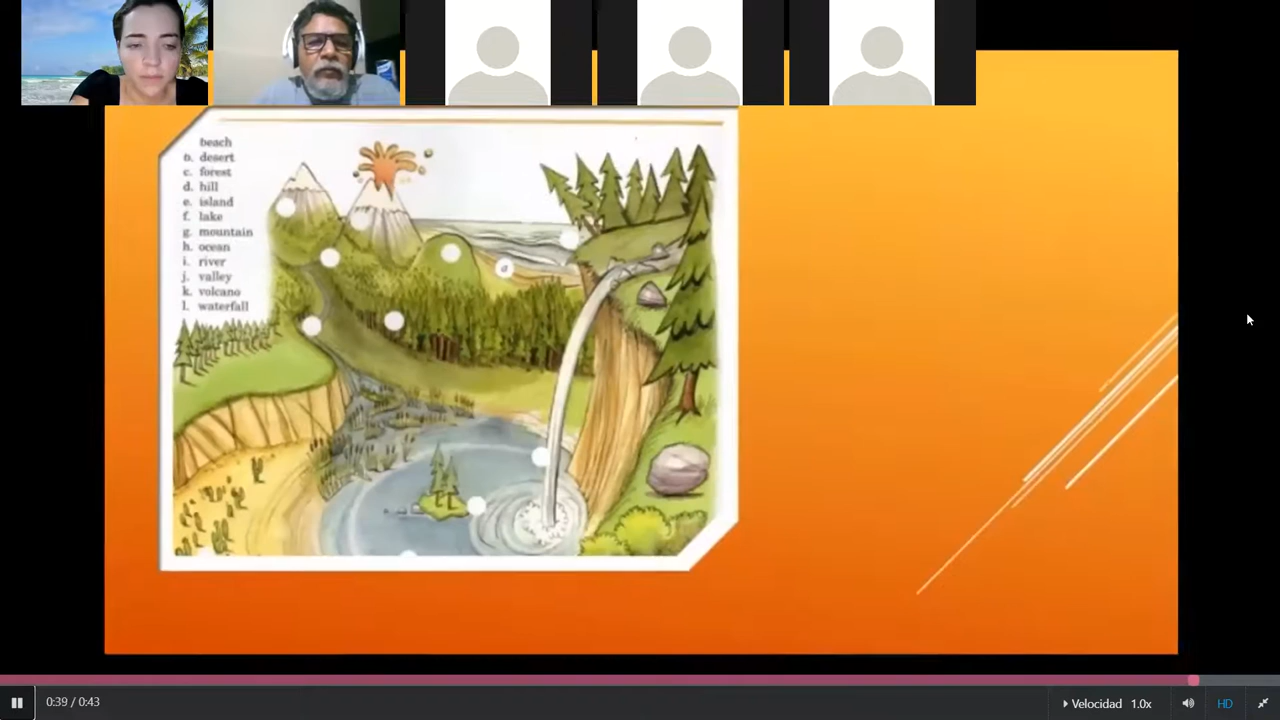 beach
b. desert
c. forest
d. hill
e. island
f. lake
g. mountain
h. ocean
i. river
j. valley
k. volcano
l. waterfall
a
0:39 / 0:43
Velocidad 1.0x
HD